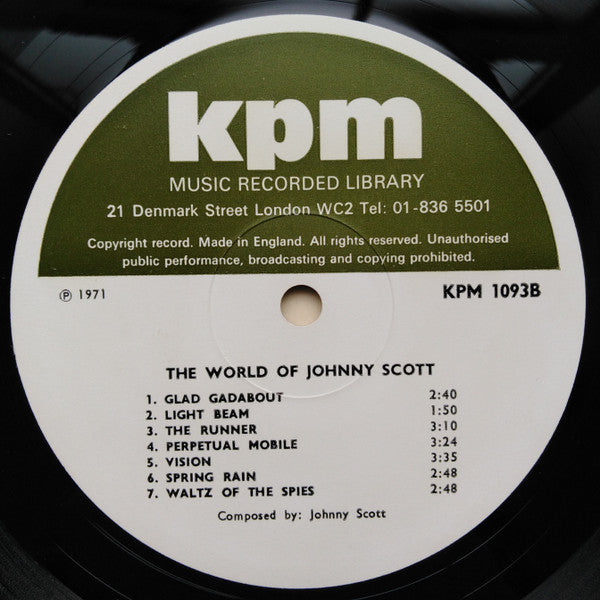 kpm
MUSIC RECORDED LIBRARY
21 Denmark Street London WC2 Tel: 01-836 5501
Copyright record. Made in England. All rights reserved. Unauthorised
public performance, broadcasting and copying prohibited.
Ⓟ 1971 KPM 1093B
THE WORLD OF JOHNNY SCOTT
1. GLAD GADABOUT 2:40
2. LIGHT BEAM 1:50
3. THE RUNNER 3:10
4. PERPETUAL MOBILE 3:24
5. VISION 3:35
6. SPRING RAIN 2:48
7. WALTZ OF THE SPIES 2:48
Composed by: Johnny Scott